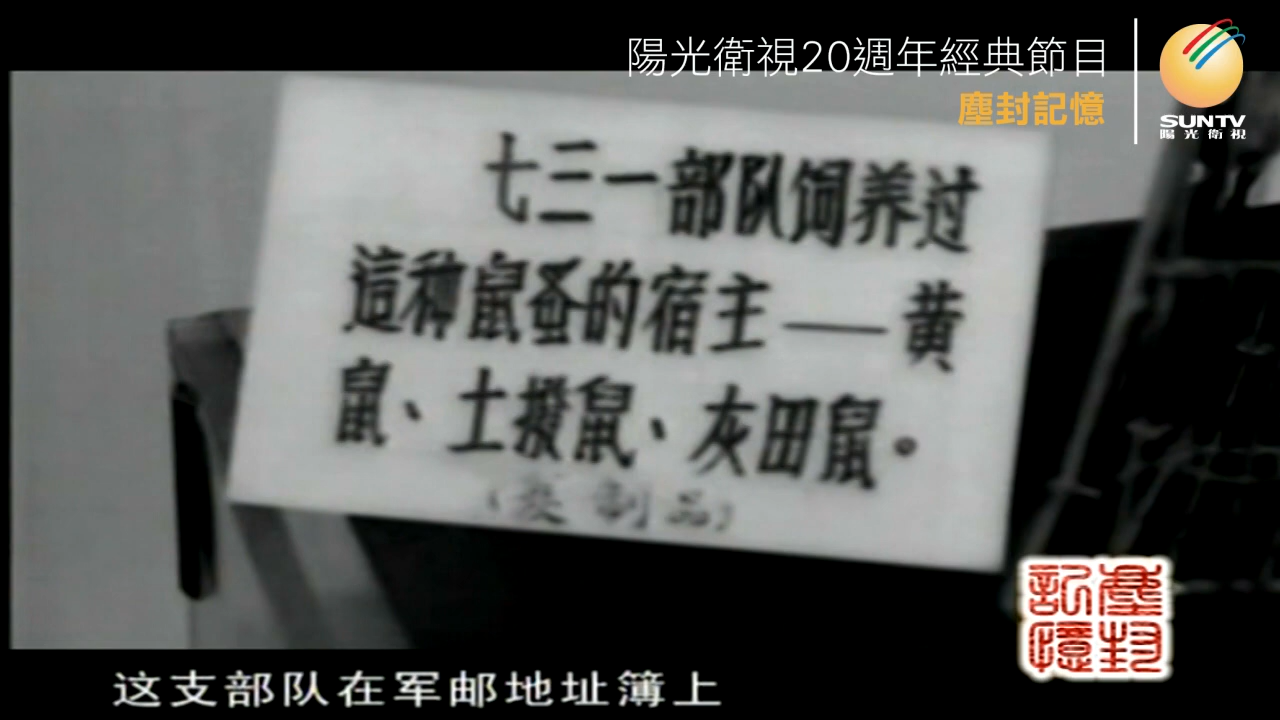 陽光衛視20週年經典節目
塵封記憶
SUNTV
陽光衛視
七三一部队饲养过
這种鼠蚤的宿主——黄
鼠、土撥鼠、灰田鼠。
制品)
塵封
記憶
这支部队在军邮地址簿上